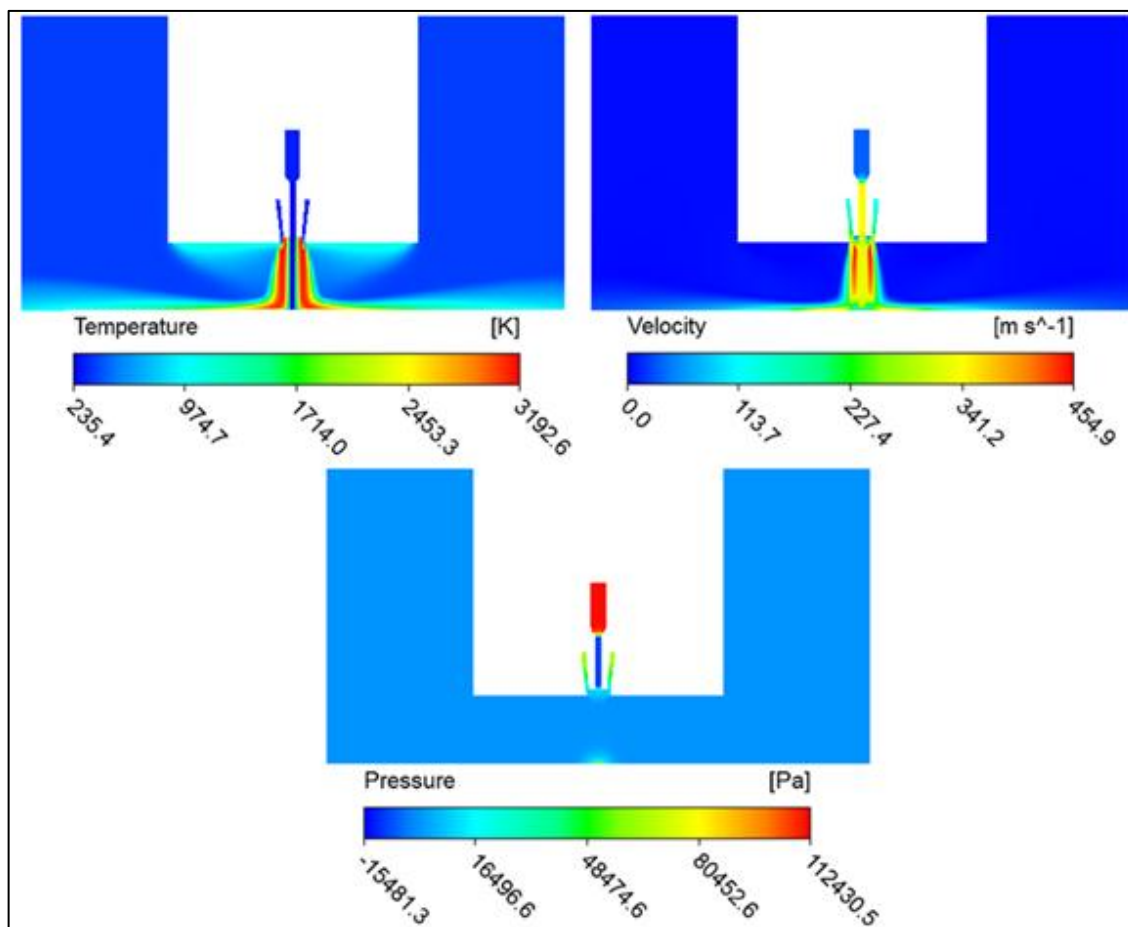 Temperature [K]
235.4 974.7 1714.0 2453.3 3192.6
Velocity [m s^-1]
0.0 113.7 227.4 341.2 454.9
Pressure [Pa]
-15481.3 16496.6 48474.6 80452.6 112430.5